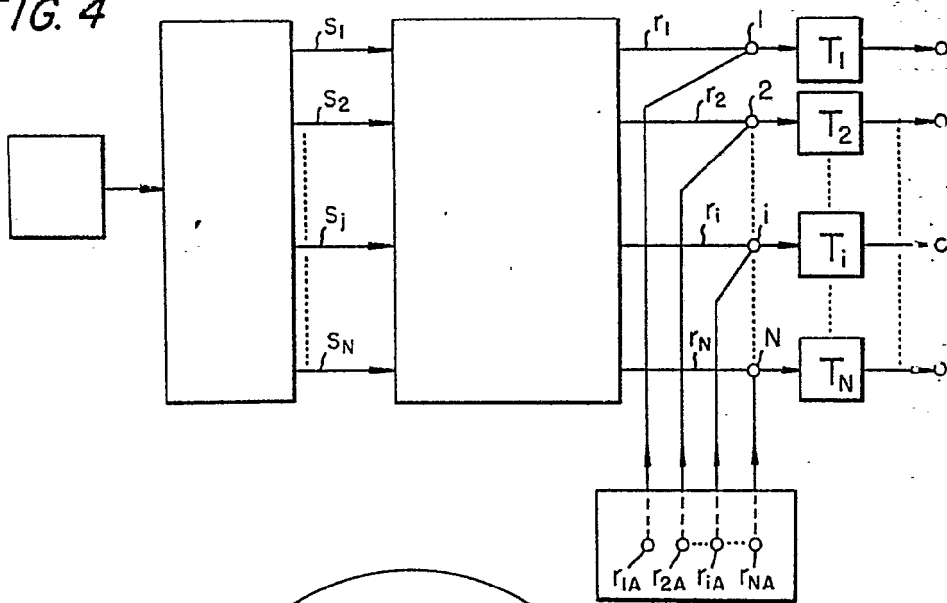 FIG. 4
S1 r1 1 T1
S2 r2 2 T2
Sj ri i Ti
SN rN N TN
r1A r2A riA rNA